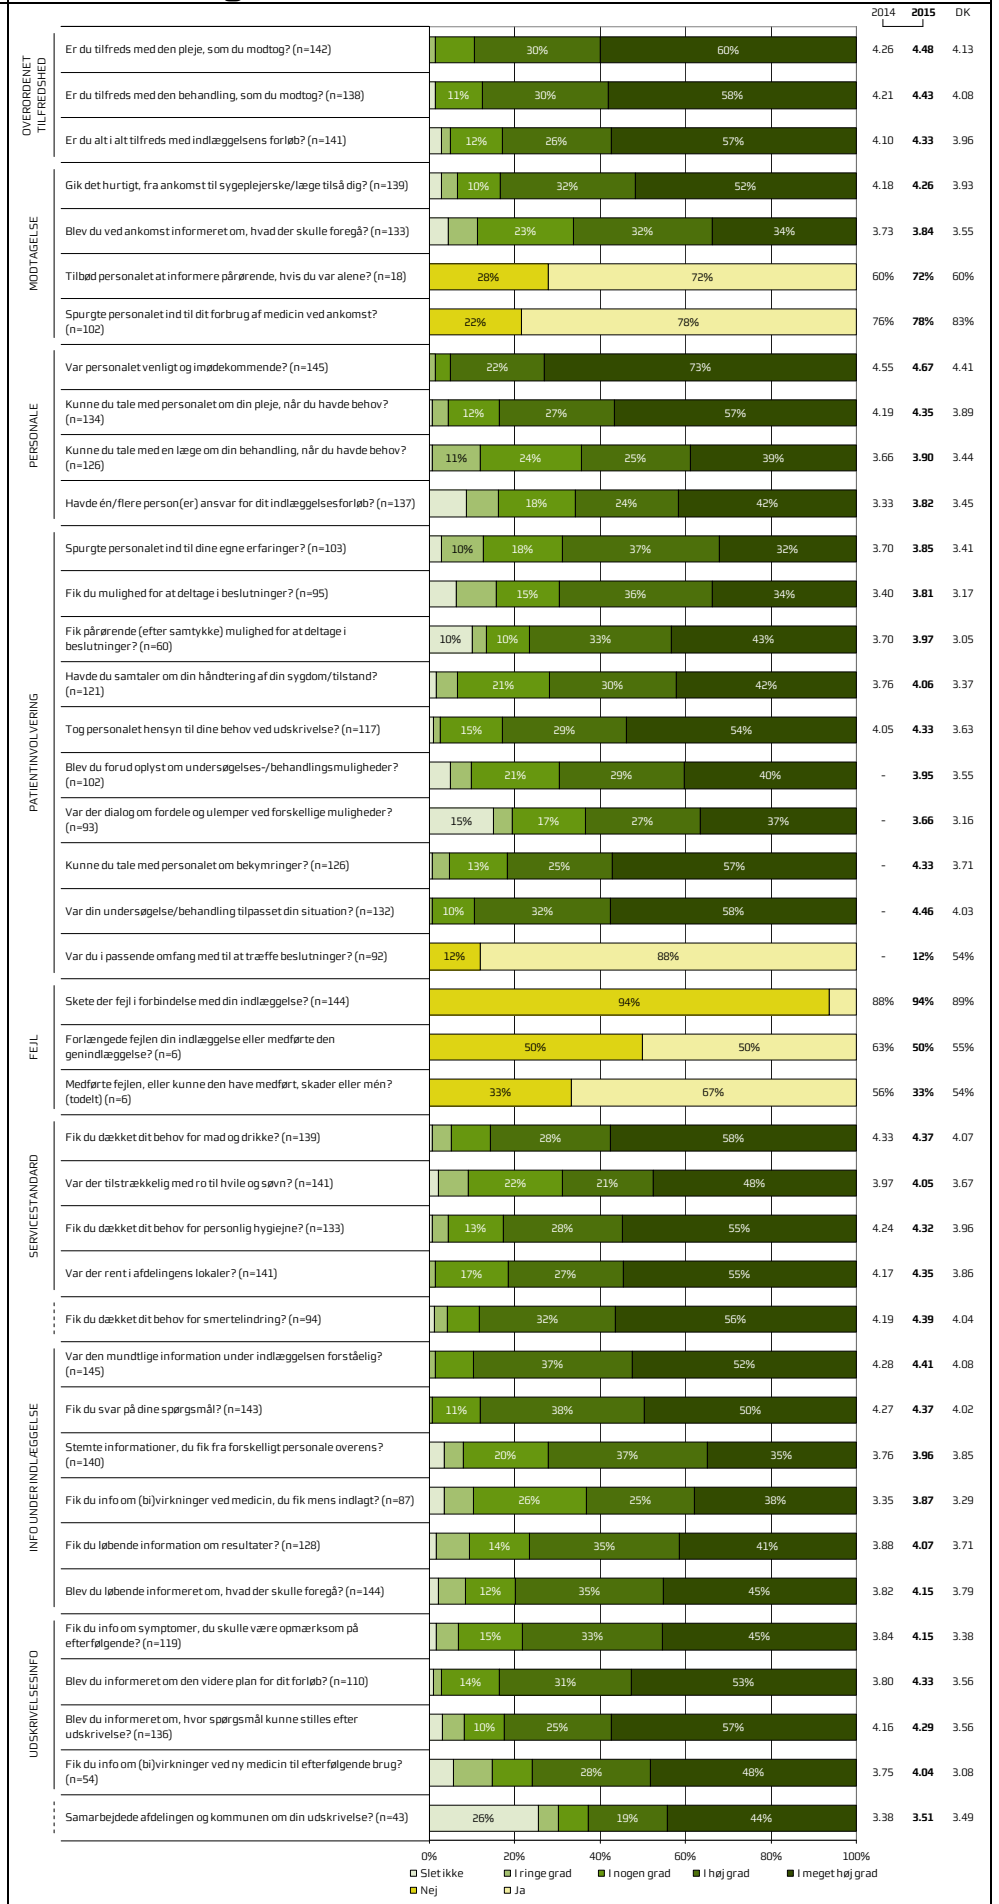 2014 2015 DK
OVERORDENET
TILFREDSHED
Er du tilfreds med den pleje, som du modtog? (n=142) 30% 60% 4.26 4.48 4.13
Er du tilfreds med den behandling, som du modtog? (n=138) 11% 30% 58% 4.21 4.43 4.08
Er du alt i alt tilfreds med indlæggelsens forløb? (n=141) 12% 26% 57% 4.10 4.33 3.96
MODTAGELSE
Gik det hurtigt, fra ankomst til sygeplejerske/læge tilså dig? (n=139) 10% 32% 52% 4.18 4.26 3.93
Blev du ved ankomst informeret om, hvad der skulle foregå? (n=133) 23% 32% 34% 3.73 3.84 3.55
Tilbød personalet at informere pårørende, hvis du var alene? (n=18) 28% 72% 60% 72% 60%
Spurgte personalet ind til dit forbrug af medicin ved ankomst?
(n=102) 22% 78% 76% 78% 83%
PERSONALE
Var personalet venligt og imødekommende? (n=145) 22% 73% 4.55 4.67 4.41
Kunne du tale med personalet om din pleje, når du havde behov?
(n=134) 12% 27% 57% 4.19 4.35 3.89
Kunne du tale med en læge om din behandling, når du havde behov?
(n=126) 11% 24% 25% 39% 3.66 3.90 3.44
Havde én/flere person(er) ansvar for dit indlæggelsesforløb? (n=137) 18% 24% 42% 3.33 3.82 3.45
PATIENTINVOLVERING
Spurgte personalet ind til dine egne erfaringer? (n=103) 10% 18% 37% 32% 3.70 3.85 3.41
Fik du mulighed for at deltage i beslutninger? (n=95) 15% 36% 34% 3.40 3.81 3.17
Fik pårørende (efter samtykke) mulighed for at deltage i
beslutninger? (n=60) 10% 10% 33% 43% 3.70 3.97 3.05
Havde du samtaler om din håndtering af din sygdom/tilstand?
(n=121) 21% 30% 42% 3.76 4.06 3.37
Tog personalet hensyn til dine behov ved udskrivelse? (n=117) 15% 29% 54% 4.05 4.33 3.63
Blev du forud oplyst om undersøgelses-/behandlingsmuligheder?
(n=102) 21% 29% 40% - 3.95 3.55
Var der dialog om fordele og ulemper ved forskellige muligheder?
(n=93) 15% 17% 27% 37% - 3.66 3.16
Kunne du tale med personalet om bekymringer? (n=126) 13% 25% 57% - 4.33 3.71
Var din undersøgelse/behandling tilpasset din situation? (n=132) 10% 32% 58% - 4.46 4.03
Var du i passende omfang med til at træffe beslutninger? (n=92) 12% 88% - 12% 54%
FEJL
Skete der fejl i forbindelse med din indlæggelse? (n=144) 94% 88% 94% 89%
Forlængede fejlen din indlæggelse eller medførte den
genindlæggelse? (n=6) 50% 50% 63% 50% 55%
Medførte fejlen, eller kunne den have medført, skader eller mén?
(todelt) (n=6) 33% 67% 56% 33% 54%
SERVICESTANDARD
Fik du dækket dit behov for mad og drikke? (n=139) 28% 58% 4.33 4.37 4.07
Var der tilstrækkelig med ro til hvile og søvn? (n=141) 22% 21% 48% 3.97 4.05 3.67
Fik du dækket dit behov for personlig hygiejne? (n=133) 13% 28% 55% 4.24 4.32 3.96
Var der rent i afdelingens lokaler? (n=141) 17% 27% 55% 4.17 4.35 3.86
Fik du dækket dit behov for smertelindring? (n=94) 32% 56% 4.19 4.39 4.04
INFO UNDER INDLÆGGELSE
Var den mundtlige information under indlæggelsen forståelig?
(n=145) 37% 52% 4.28 4.41 4.08
Fik du svar på dine spørgsmål? (n=143) 11% 38% 50% 4.27 4.37 4.02
Stemte informationer, du fik fra forskelligt personale overens?
(n=140) 20% 37% 35% 3.76 3.96 3.85
Fik du info om (bi)virkninger ved medicin, du fik mens indlagt? (n=87) 26% 25% 38% 3.35 3.87 3.29
Fik du løbende information om resultater? (n=128) 14% 35% 41% 3.88 4.07 3.71
Blev du løbende informeret om, hvad der skulle foregå? (n=144) 12% 35% 45% 3.82 4.15 3.79
UDSKRIVELSESINFO
Fik du info om symptomer, du skulle være opmærksom på
efterfølgende? (n=119) 15% 33% 45% 3.84 4.15 3.38
Blev du informeret om den videre plan for dit forløb? (n=110) 14% 31% 53% 3.80 4.33 3.56
Blev du informeret om, hvor spørgsmål kunne stilles efter
udskrivelse? (n=136) 10% 25% 57% 4.16 4.29 3.56
Fik du info om (bi)virkninger ved ny medicin til efterfølgende brug?
(n=54) 28% 48% 3.75 4.04 3.08
Samarbejdede afdelingen og kommunen om din udskrivelse? (n=43) 26% 19% 44% 3.38 3.51 3.49
0% 20% 40% 60% 80% 100%
Slet ikke I ringe grad I nogen grad I høj grad I meget høj grad
Nej Ja